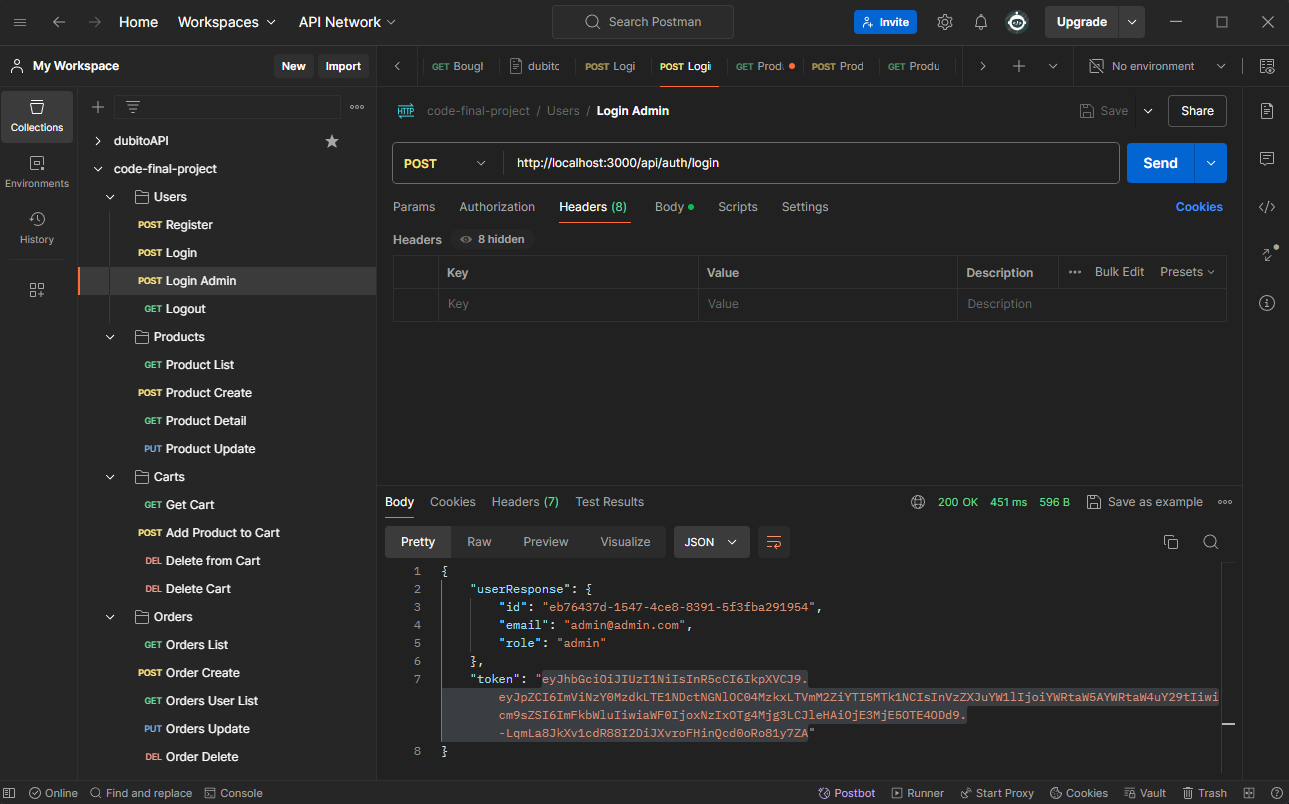 Home Workspaces API Network Search Postman Invite Upgrade
My Workspace New Import
GET Bougl dubito POST Logi POST Logi GET Prod POST Prod GET Produ No environment
Collections
Environments
History
dubitoAPI
code-final-project
Users
POST Register
POST Login
POST Login Admin
GET Logout
Products
GET Product List
POST Product Create
GET Product Detail
PUT Product Update
Carts
GET Get Cart
POST Add Product to Cart
DEL Delete from Cart
DEL Delete Cart
Orders
GET Orders List
POST Order Create
GET Orders User List
PUT Orders Update
DEL Order Delete
HTTP code-final-project / Users / Login Admin Save Share
POST http://localhost:3000/api/auth/login Send
Params Authorization Headers (8) Body Scripts Settings Cookies
Headers 8 hidden
Key Value Description Bulk Edit Presets
Key Value Description
Body Cookies Headers (7) Test Results 200 OK 451 ms 596 B Save as example
Pretty Raw Preview Visualize JSON
1 {
2 "userResponse": {
3 "id": "eb76437d-1547-4ce8-8391-5f3fba291954",
4 "email": "admin@admin.com",
5 "role": "admin"
6 },
7 "token": "eyJhbGciOiJIUzI1NiIsInR5cCI6IkpXVCJ9.
eyJpZCI6ImViNzY0MzdkLTE1NDctNGNlOC04MzkxLTVmM2ZiYTI5MTk1NCIsInVzZXJuYW1lIjoiYWRtaW5AYWRtaW4uY29tIiwi
cm9sZSI6ImFkbWluIiwiaWF0IjoxNzIxOTg4Mjg3LCJleHAiOjE3MjE5OTE4ODd9.
-LqmLa8JkXv1cdR88I2DiJXvroFHinQcd0oRo81y7ZA"
8 }
Online Find and replace Console Postbot Runner Start Proxy Cookies Vault Trash